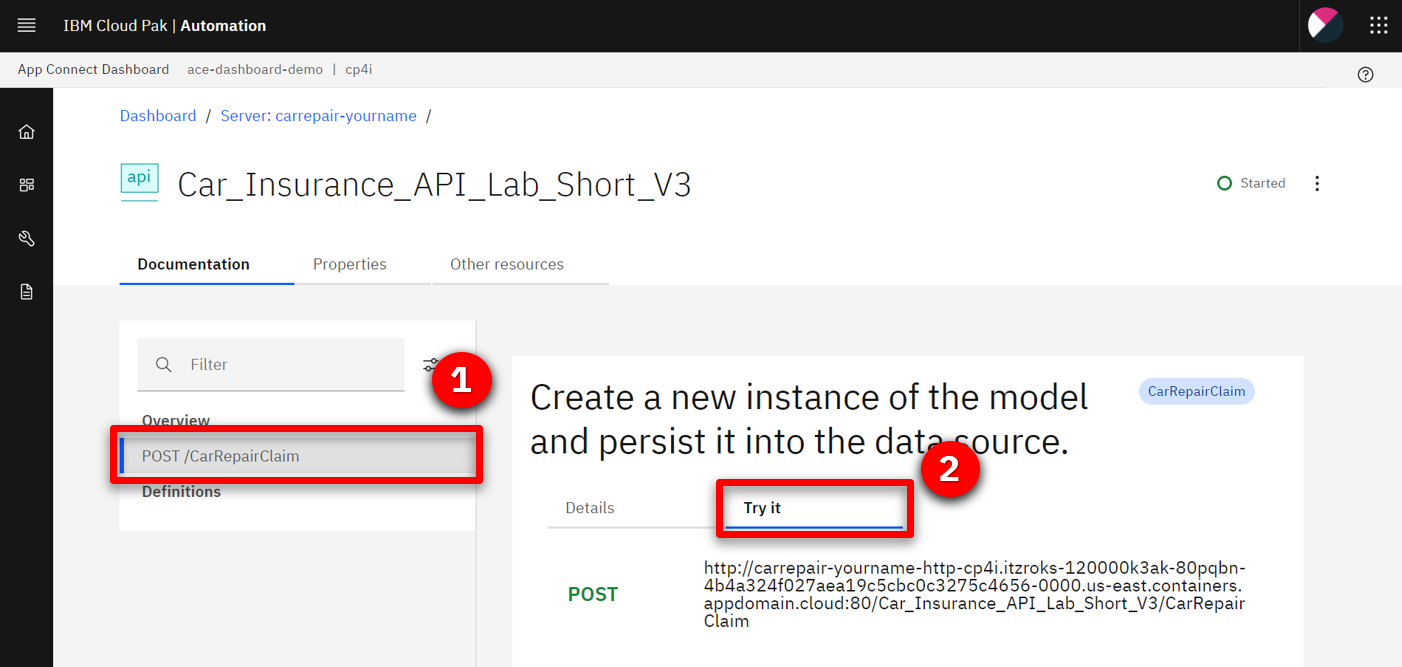 IBM Cloud Pak | Automation
App Connect Dashboard ace-dashboard-demo | cp4i
Dashboard / Server: carrepair-yourname /
api Car_Insurance_API_Lab_Short_V3
Started
Documentation Properties Other resources
Filter
1
Overview
POST /CarRepairClaim
Definitions
Create a new instance of the model
and persist it into the data source.
CarRepairClaim
2
Details Try it
POST
http://carrepair-yourname-http-cp4i.itzroks-120000k3ak-80pqbn-
4b4a324f027aea19c5cbc0c3275c4656-0000.us-east.containers.
appdomain.cloud:80/Car_Insurance_API_Lab_Short_V3/CarRepair
Claim